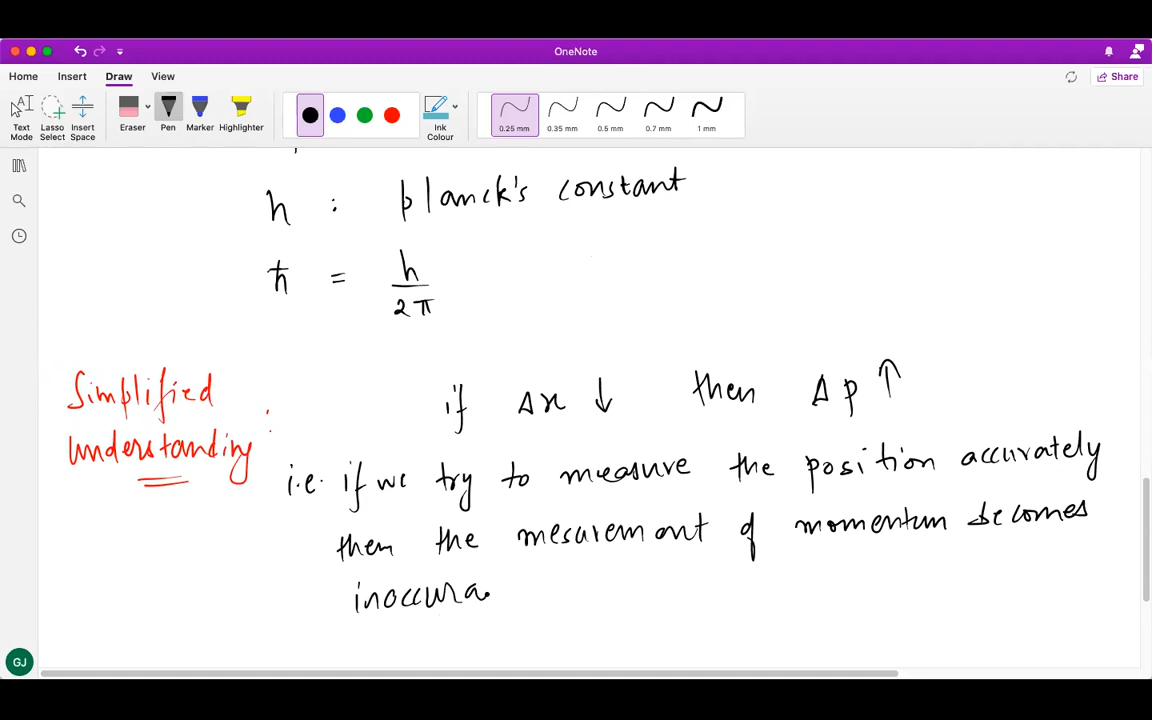 OneNote
Home Insert Draw View
Share
Text Mode
Lasso Select
Insert Space
Eraser
Pen
Marker
Highlighter
Ink Colour
0.25 mm
0.35 mm
0.5 mm
0.7 mm
1 mm
h : planck's constant
ħ = h/2π
Simplified
understanding :
if Δx ↓ then Δp ↑
i.e. if we try to measure the position accurately
then the mesurement of momentum becomes
inaccura
GJ